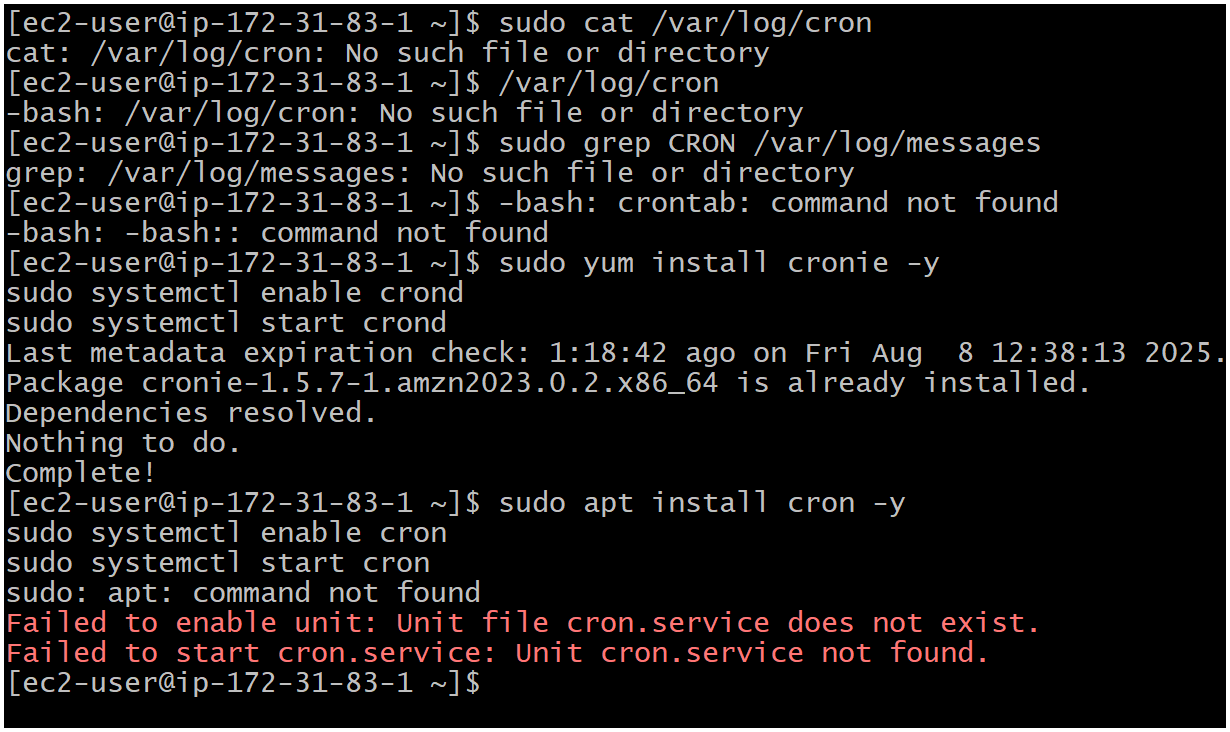 [ec2-user@ip-172-31-83-1 ~]$ sudo cat /var/log/cron
cat: /var/log/cron: No such file or directory
[ec2-user@ip-172-31-83-1 ~]$ /var/log/cron
-bash: /var/log/cron: No such file or directory
[ec2-user@ip-172-31-83-1 ~]$ sudo grep CRON /var/log/messages
grep: /var/log/messages: No such file or directory
[ec2-user@ip-172-31-83-1 ~]$ -bash: crontab: command not found
-bash: -bash:: command not found
[ec2-user@ip-172-31-83-1 ~]$ sudo yum install cronie -y
sudo systemctl enable crond
sudo systemctl start crond
Last metadata expiration check: 1:18:42 ago on Fri Aug  8 12:38:13 2025.
Package cronie-1.5.7-1.amzn2023.0.2.x86_64 is already installed.
Dependencies resolved.
Nothing to do.
Complete!
[ec2-user@ip-172-31-83-1 ~]$ sudo apt install cron -y
sudo systemctl enable cron
sudo systemctl start cron
sudo: apt: command not found
Failed to enable unit: Unit file cron.service does not exist.
Failed to start cron.service: Unit cron.service not found.
[ec2-user@ip-172-31-83-1 ~]$